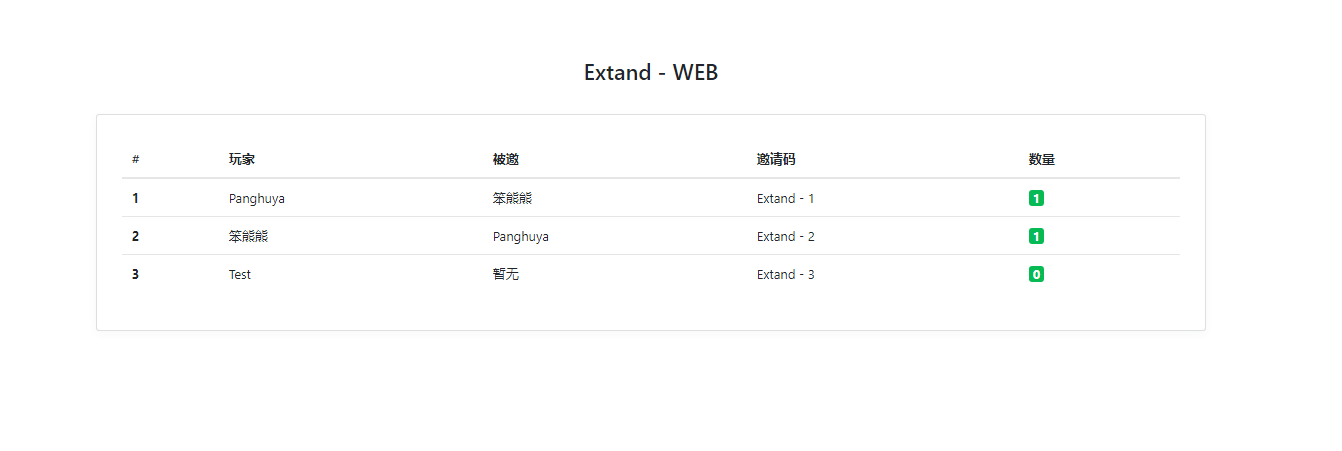 Extand - WEB
# 玩家 被邀 邀请码 数量
1 Panghuya 笨熊熊 Extand - 1 1
2 笨熊熊 Panghuya Extand - 2 1
3 Test 暂无 Extand - 3 0